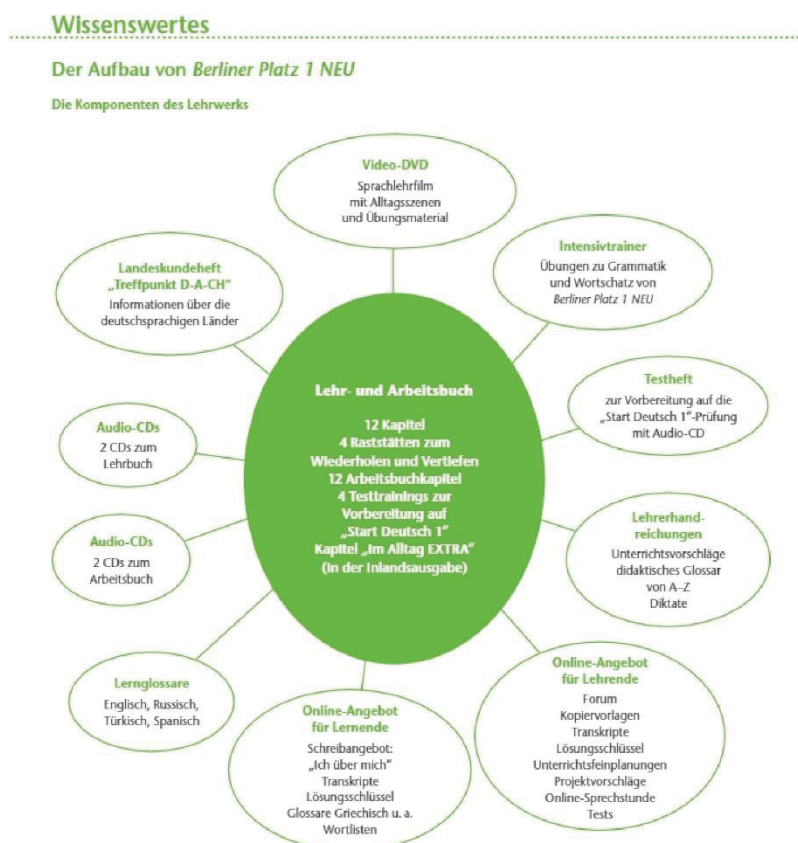 Wissenswertes
Der Aufbau von Berliner Platz 1 NEU
Die Komponenten des Lehrwerks
Video-DVD
Sprachlehrfilm
mit Alltagsszenen
und Übungsmaterial
Landeskundeheft
„Treffpunkt D-A-CH“
Informationen über die
deutschsprachigen Länder
Intensivtrainer
Übungen zu Grammatik
und Wortschatz von
Berliner Platz 1 NEU
Lehr- und Arbeitsbuch
12 Kapitel
4 Raststätten zum
Wiederholen und Vertiefen
12 Arbeitsbuchkapitel
4 Testtrainings zur
Vorbereitung auf
„Start Deutsch 1“
Kapitel „Im Alltag EXTRA“
(in der Inlandsausgabe)
Testheft
zur Vorbereitung auf die
„Start Deutsch 1“-Prüfung
mit Audio-CD
Audio-CDs
2 CDs zum
Lehrbuch
Audio-CDs
2 CDs zum
Arbeitsbuch
Lehrerhand-
reichungen
Unterrichtsvorschläge
didaktisches Glossar
von A–Z
Diktate
Lernglossare
Englisch, Russisch,
Türkisch, Spanisch
Online-Angebot
für Lernende
Schreibangebot:
„Ich über mich“
Transkripte
Lösungsschlüssel
Glossare Griechisch u. a.
Wortlisten
Online-Angebot
für Lehrende
Forum
Kopiervorlagen
Transkripte
Lösungsschlüssel
Unterrichtsfeinplanungen
Projektvorschläge
Online-Sprechstunde
Tests